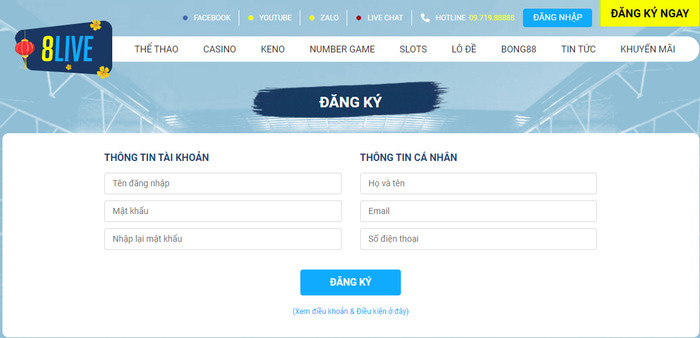 FACEBOOK YOUTUBE ZALO LIVE CHAT HOTLINE 09.719.88888 ĐĂNG NHẬP ĐĂNG KÝ NGAY
8LIVE
THỂ THAO CASINO KENO NUMBER GAME SLOTS LÔ ĐỀ BONG88 TIN TỨC KHUYẾN MÃI
ĐĂNG KÝ
THÔNG TIN TÀI KHOẢN
Tên đăng nhập
Mật khẩu
Nhập lại mật khẩu
THÔNG TIN CÁ NHÂN
Họ và tên
Email
Số điện thoại
ĐĂNG KÝ
(Xem điều khoản & Điều kiện ở đây)